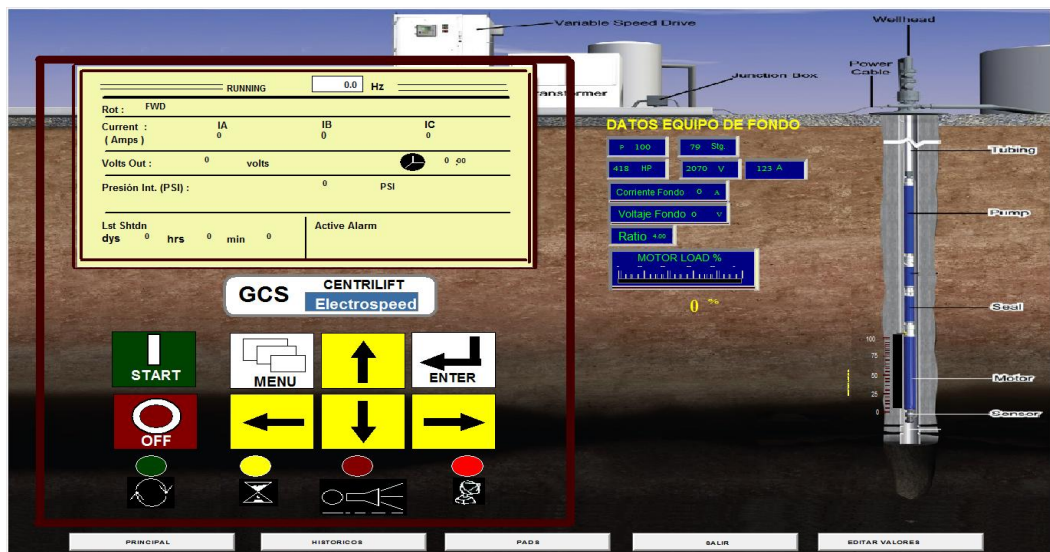 Variable Speed Drive
Wellhead
RUNNING 0.0 Hz
Power
Cable
Junction Box
ransformer
Rot : FWD
Current : IA IB IC
( Amps ) 0 0 0
Volts Out : 0 volts 0 :00
Presión Int. (PSI) : 0 PSI
Lst Shtdn
dys 0 hrs 0 min 0
Active Alarm
DATOS EQUIPO DE FONDO
P 100 79 Stg.
418 HP 2070 V 123 A
Corriente Fondo 0 A
Voltaje Fondo 0 V
Ratio 4.00
MOTOR LOAD %
0 %
Tubing
Pump
Seal
Motor
Sensor
100
75
50
25
0
GCS CENTRILIFT
Electrospeed
START
MENU
ENTER
OFF
PRINCIPAL HISTORICOS PADS SALIR EDITAR VALORES